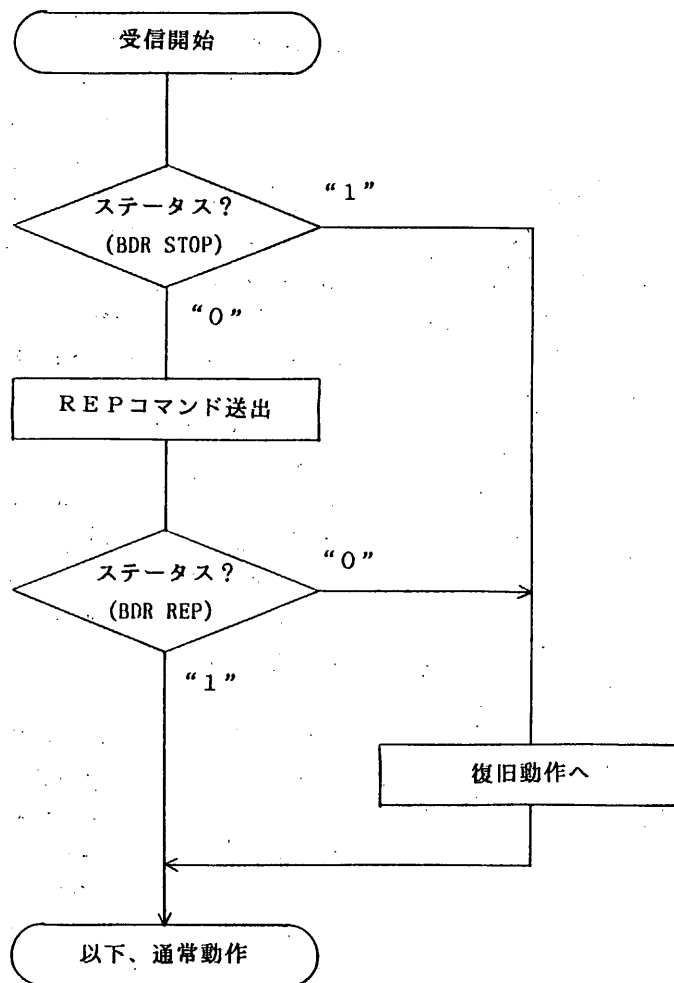 受信開始
ステータス?
(BDR STOP)
“1”
“0”
REPコマンド送出
ステータス?
(BDR REP)
“0”
“1”
復旧動作へ
以下、通常動作